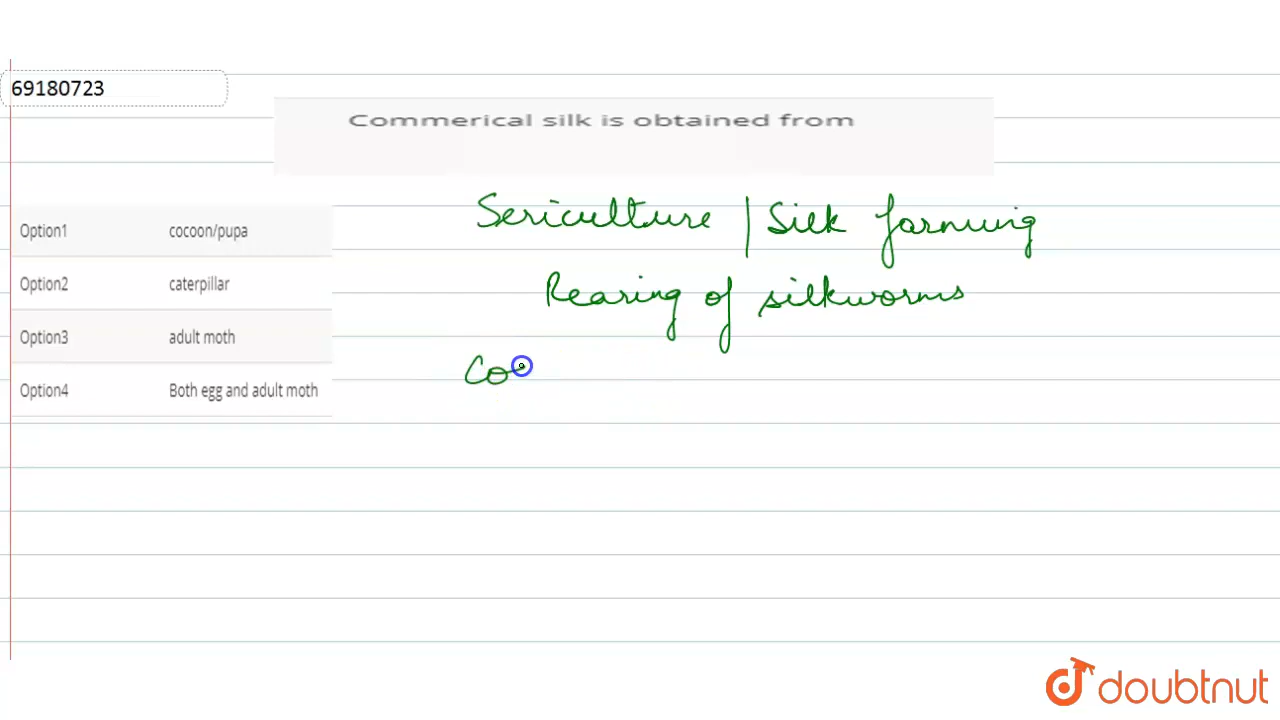 69180723
Commerical silk is obtained from
Sericulture | Silk farming
Option1 cocoon/pupa
Option2 caterpillar
Rearing of silkworms
Option3 adult moth
Co
Option4 Both egg and adult moth
doubtnut